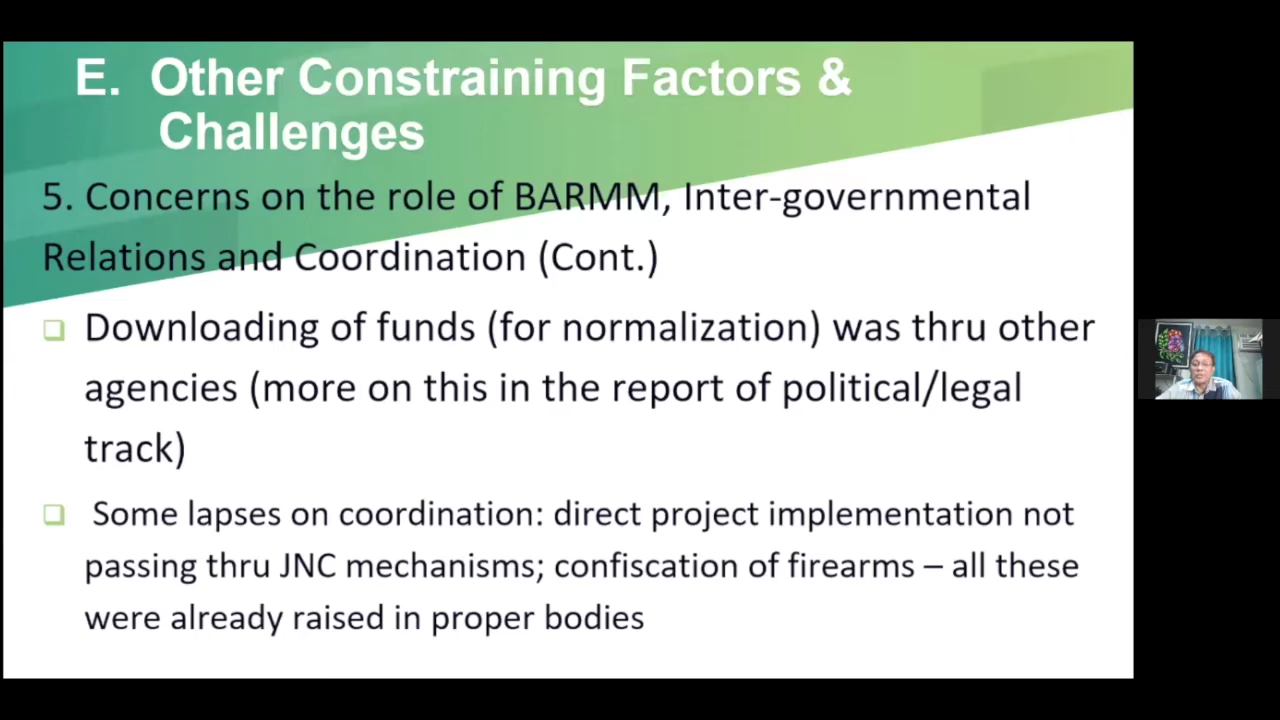 E. Other Constraining Factors &
Challenges
5. Concerns on the role of BARMM, Inter-governmental
Relations and Coordination (Cont.)
Downloading of funds (for normalization) was thru other
agencies (more on this in the report of political/legal
track)
Some lapses on coordination: direct project implementation not
passing thru JNC mechanisms; confiscation of firearms – all these
were already raised in proper bodies